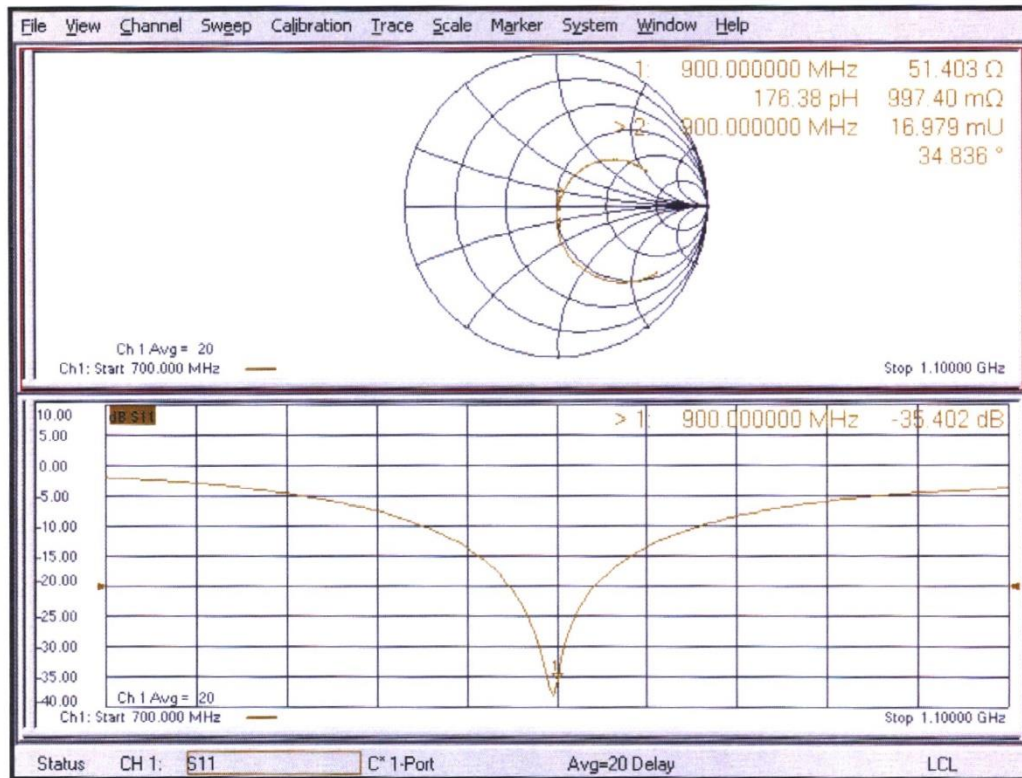 File View Channel Sweep Calibration Trace Scale Marker System Window Help
1: 900.000000 MHz 51.403 Ω
176.38 pH 997.40 mΩ
> 2: 900.000000 MHz 16.979 mU
34.836 °
Ch 1 Avg = 20
Ch1: Start 700.000 MHz
Stop 1.10000 GHz
dB S11
> 1: 900.000000 MHz -35.402 dB
10.00
5.00
0.00
-5.00
-10.00
-15.00
-20.00
-25.00
-30.00
-35.00
-40.00
1
Ch 1 Avg = 20
Ch1: Start 700.000 MHz
Stop 1.10000 GHz
Status CH 1: S11 C* 1-Port Avg=20 Delay LCL